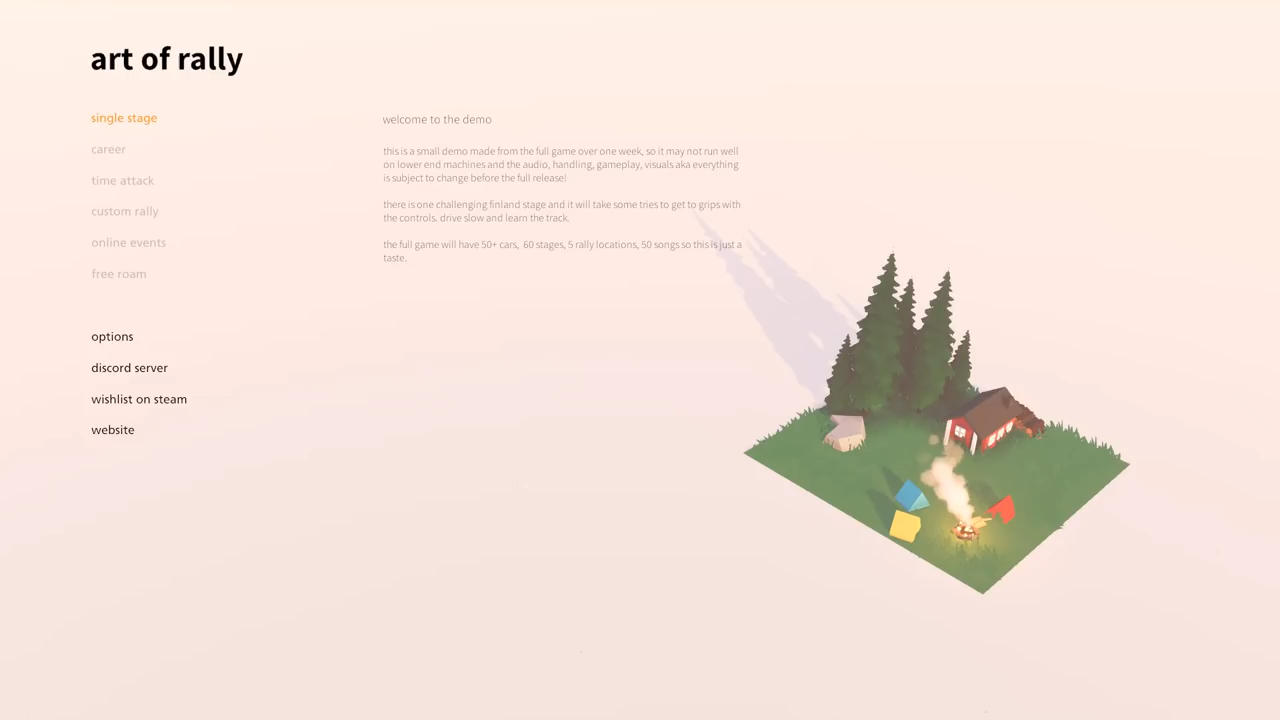 art of rally
single stage
career
time attack
custom rally
online events
free roam
options
discord server
wishlist on steam
website
welcome to the demo
this is a small demo made from the full game over one week, so it may not run well
on lower end machines and the audio, handling, gameplay, visuals aka everything
is subject to change before the full release!
there is one challenging finland stage and it will take some tries to get to grips with
the controls. drive slow and learn the track.
the full game will have 50+ cars,  60 stages, 5 rally locations, 50 songs so this is just a
taste.